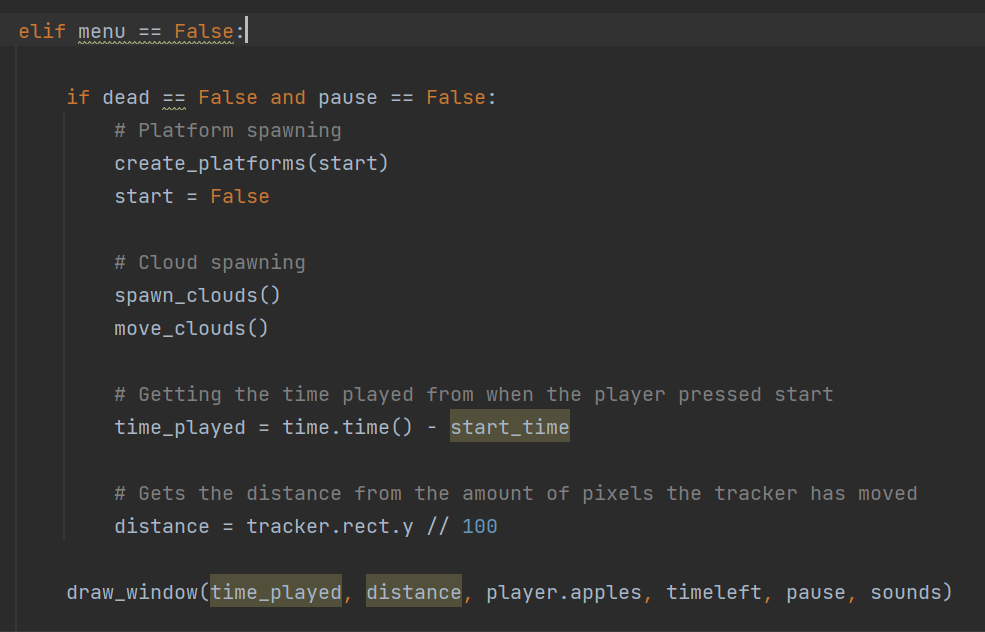 elif menu == False:
if dead == False and pause == False:
# Platform spawning
create_platforms(start)
start = False
# Cloud spawning
spawn_clouds()
move_clouds()
# Getting the time played from when the player pressed start
time_played = time.time() - start_time
# Gets the distance from the amount of pixels the tracker has moved
distance = tracker.rect.y // 100
draw_window(time_played, distance, player.apples, timeleft, pause, sounds)